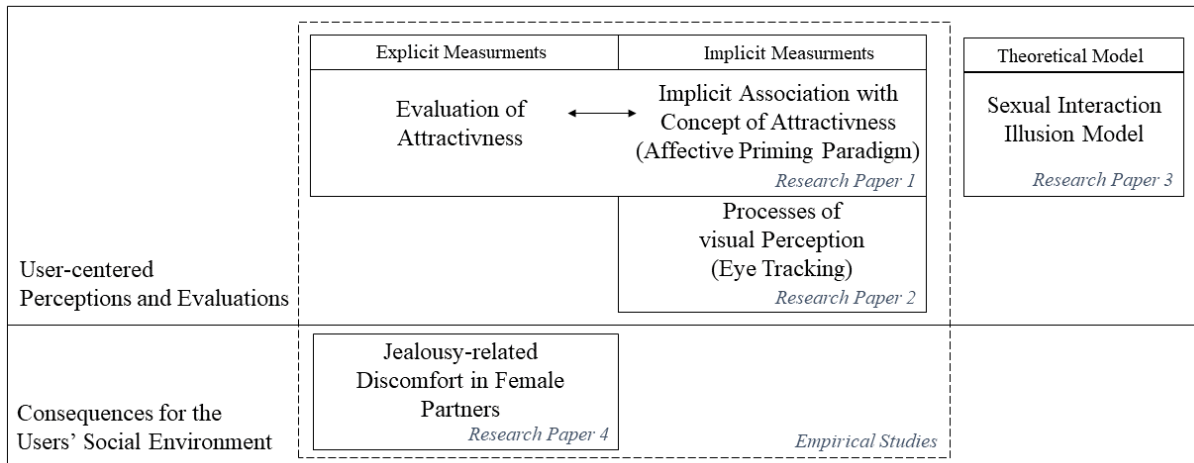 Explicit Measurments
Implicit Measurments
Theoretical Model
Evaluation of
Attractivness
Implicit Association with
Concept of Attractivness
(Affective Priming Paradigm)
Research Paper 1
Sexual Interaction
Illusion Model
Research Paper 3
Processes of
visual Perception
(Eye Tracking)
Research Paper 2
User-centered
Perceptions and Evaluations
Jealousy-related
Discomfort in Female
Partners
Research Paper 4
Consequences for the
Users’ Social Environment
Empirical Studies